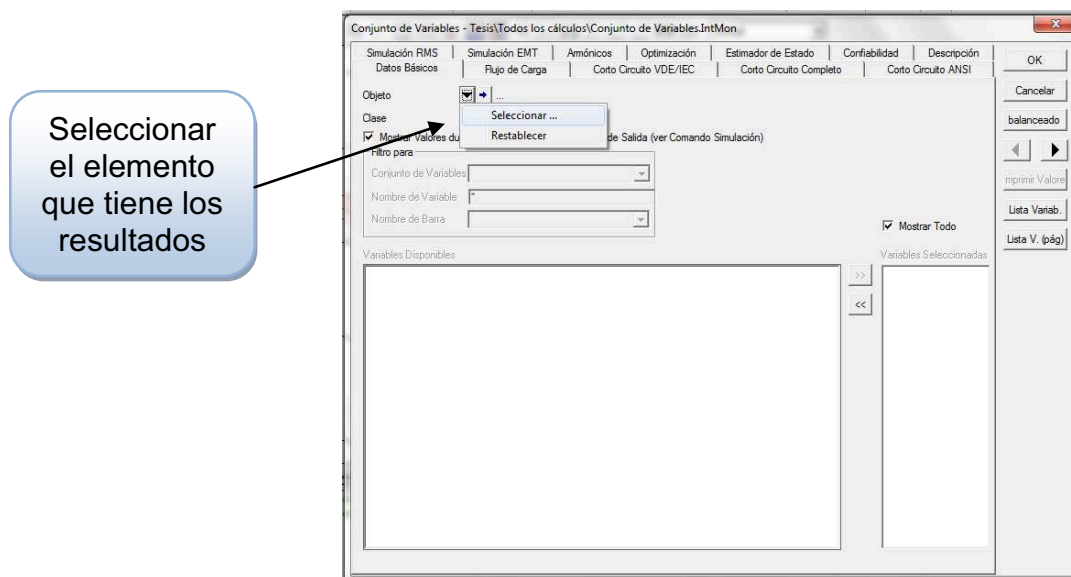 Seleccionar
el elemento
que tiene los
resultados
Conjunto de Variables - Tesis\Todos los cálculos\Conjunto de Variables.IntMon
Simulación RMS
Simulación EMT
Armónicos
Optimización
Estimador de Estado
Confiabilidad
Descripción
Datos Básicos
Flujo de Carga
Corto Circuito VDE/IEC
Corto Circuito Completo
Corto Circuito ANSI
Objeto
...
Seleccionar ...
Restablecer
Clase
Mostrar Valores du
de Salida (ver Comando Simulación)
Filtro para
Conjunto de Variables
Nombre de Variable
*
Nombre de Barra
Mostrar Todo
Variables Disponibles
Variables Seleccionadas
>>
<<
OK
Cancelar
balanceado
mprimir Valore
Lista Variab.
Lista V. (pág)